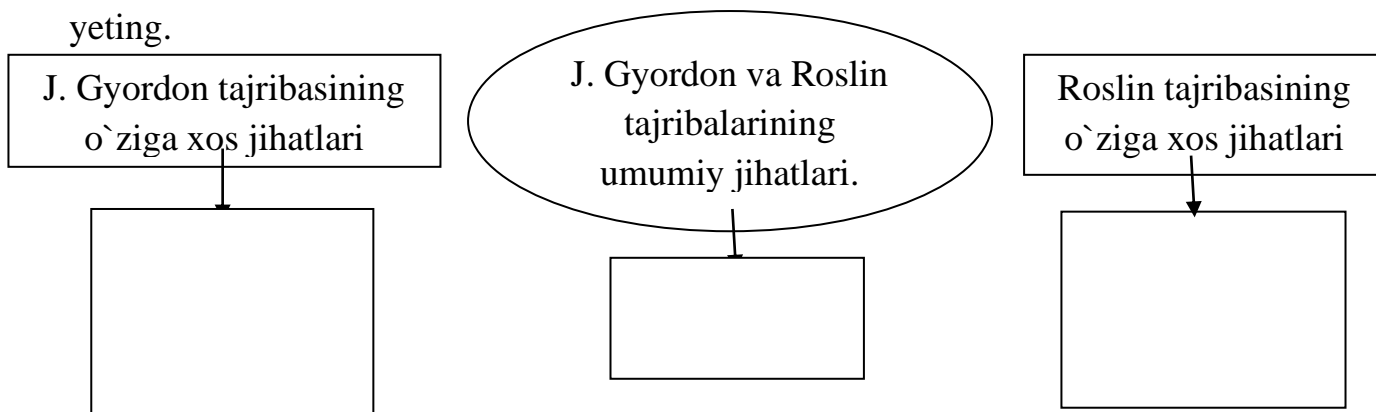 yeting.
J. Gyordon tajribasining
o`ziga xos jihatlari
J. Gyordon va Roslin
tajribalarining
umumiy jihatlari.
Roslin tajribasining
o`ziga xos jihatlari